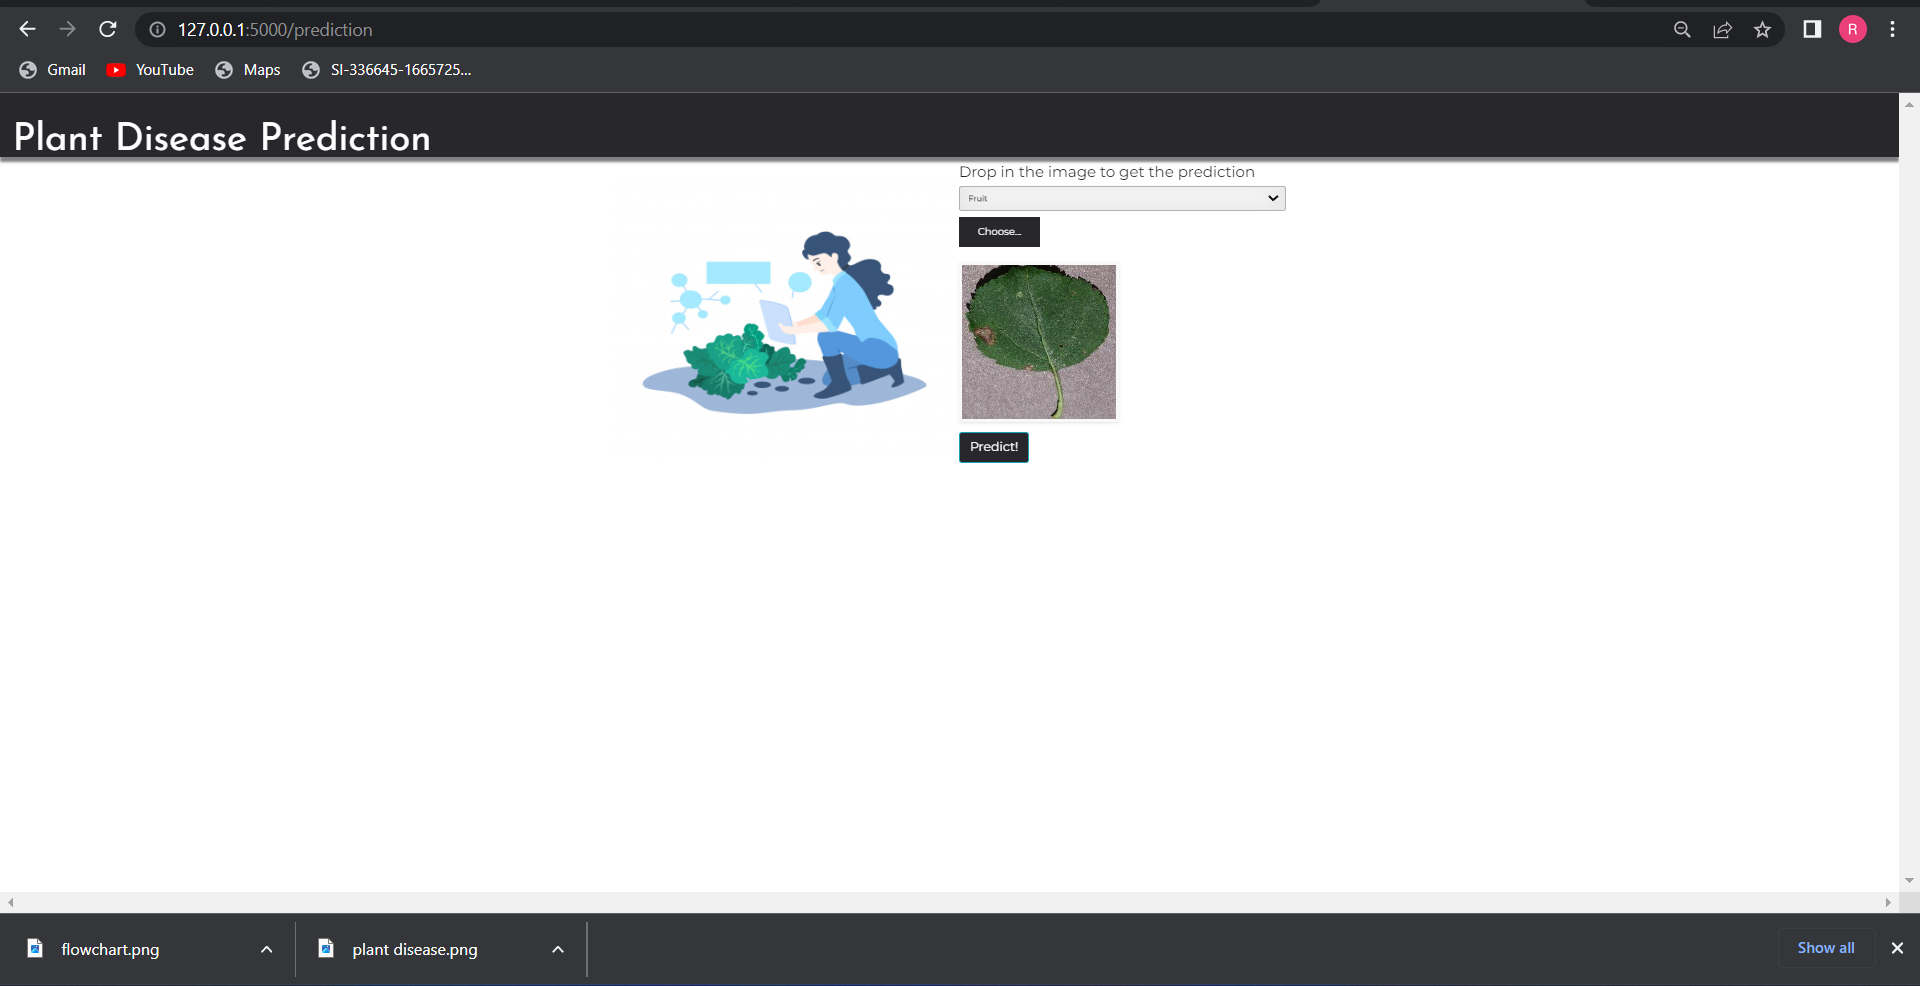 127.0.0.1:5000/prediction
R
Gmail
YouTube
Maps
SI-336645-1665725...
Plant Disease Prediction
Drop in the image to get the prediction
Fruit
Choose...
Predict!
flowchart.png
plant disease.png
Show all